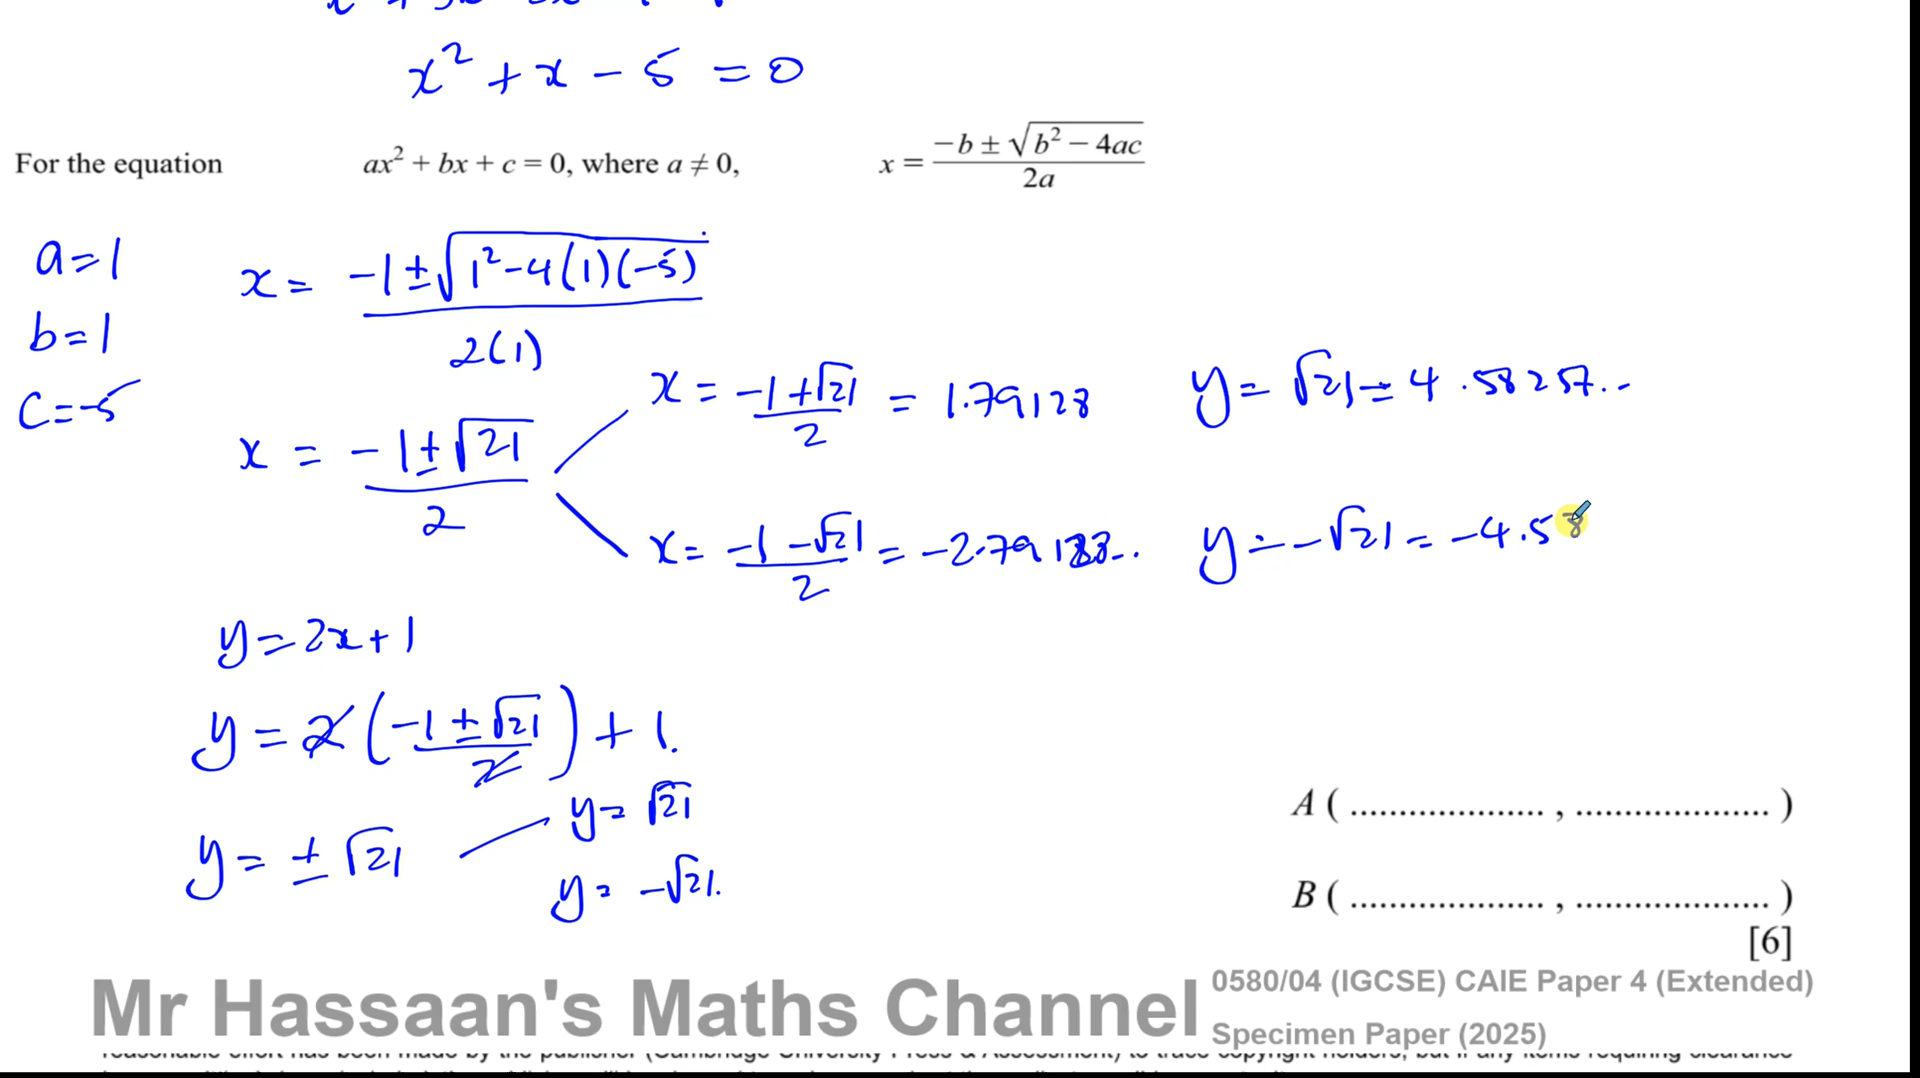 x² + x - 5 = 0
For the equation ax² + bx + c = 0, where a ≠ 0, x = (-b ± √(b² - 4ac))/2a
a=1
b=1
c=-5
x = (-1±√(1²-4(1)(-5)))/2(1)
x = (-1±√21)/2
x = (-1+√21)/2 = 1.79128
y = √21 = 4.58257...
x = (-1-√21)/2 = -2.79
y = -√21 = -4.58
y=2x+1
y = 2((-1±√21)/2) + 1.
y = ±√21
y = √21
y = -√21.
A ( .................... , .................... )
B ( .................... , .................... )
[6]
Mr Hassaan's Maths Channel
0580/04 (IGCSE) CAIE Paper 4 (Extended)
Specimen Paper (2025)